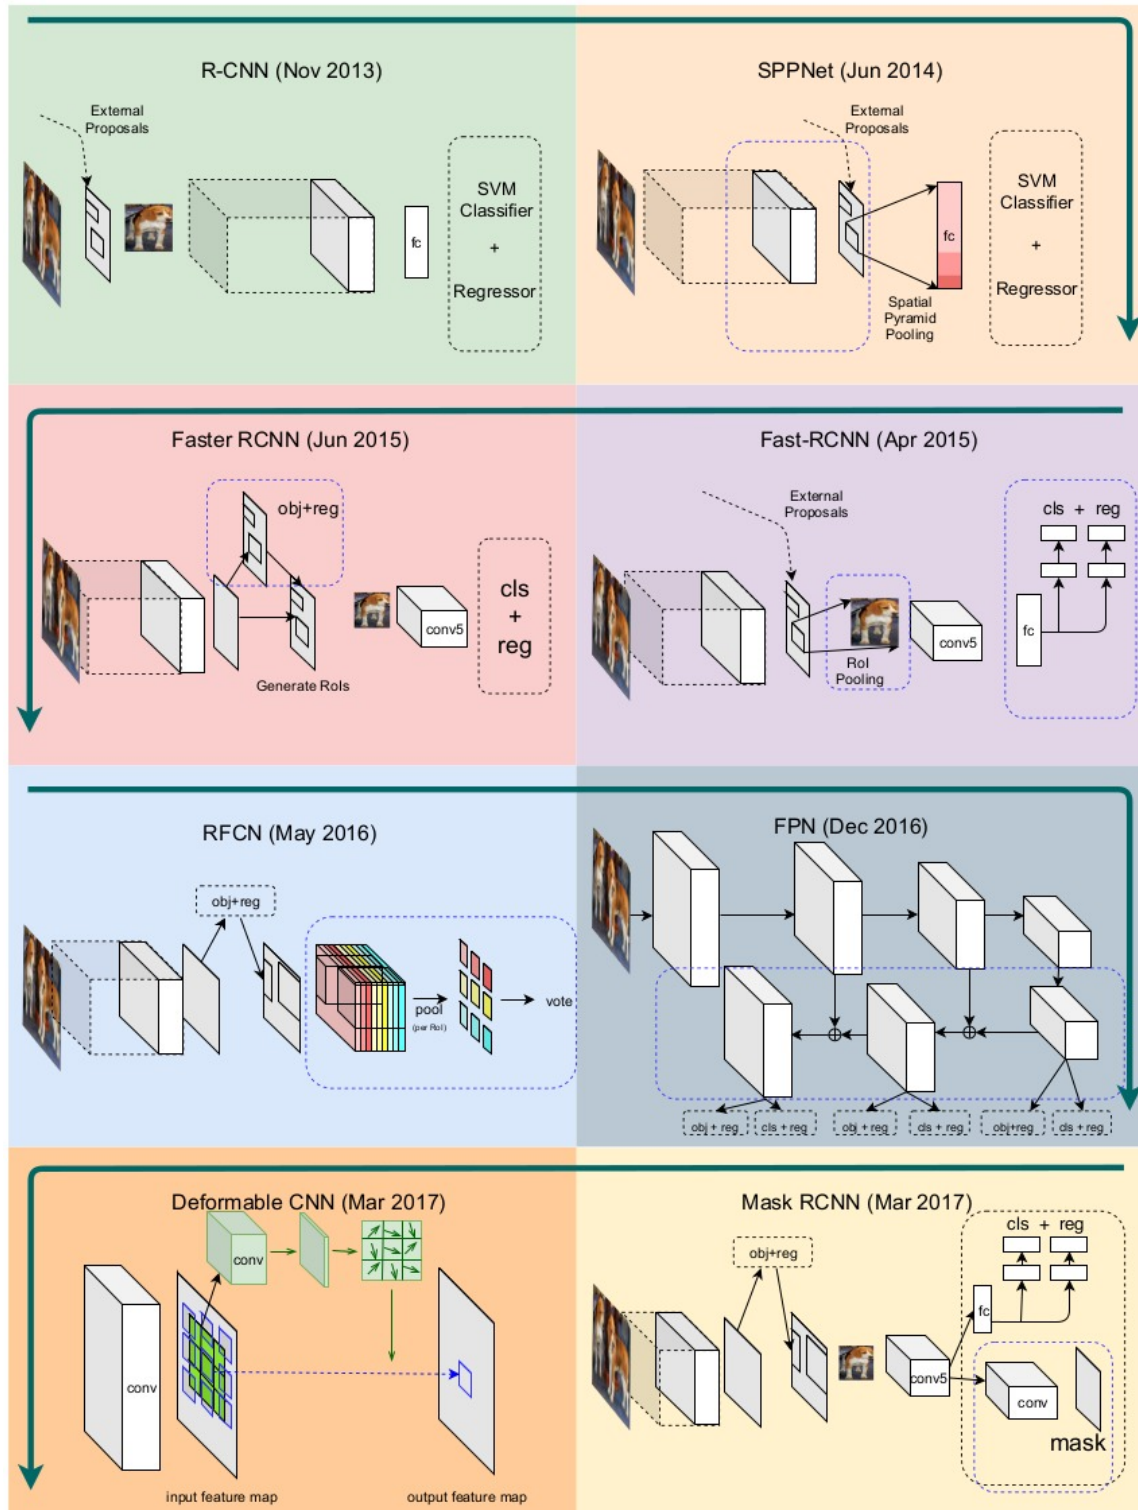 R-CNN (Nov 2013)
External
Proposals
fc
SVM
Classifier
+
Regressor
SPPNet (Jun 2014)
External
Proposals
fc
Spatial
Pyramid
Pooling
SVM
Classifier
+
Regressor
Faster RCNN (Jun 2015)
obj+reg
Generate RoIs
conv5
cls
+
reg
Fast-RCNN (Apr 2015)
External
Proposals
RoI
Pooling
conv5
fc
cls + reg
RFCN (May 2016)
obj+reg
pool
(per RoI)
vote
FPN (Dec 2016)
obj + reg
cls + reg
obj + reg
cls + reg
obj+reg
cls + reg
Deformable CNN (Mar 2017)
conv
conv
input feature map
output feature map
Mask RCNN (Mar 2017)
obj+reg
conv5
fc
cls + reg
conv
mask